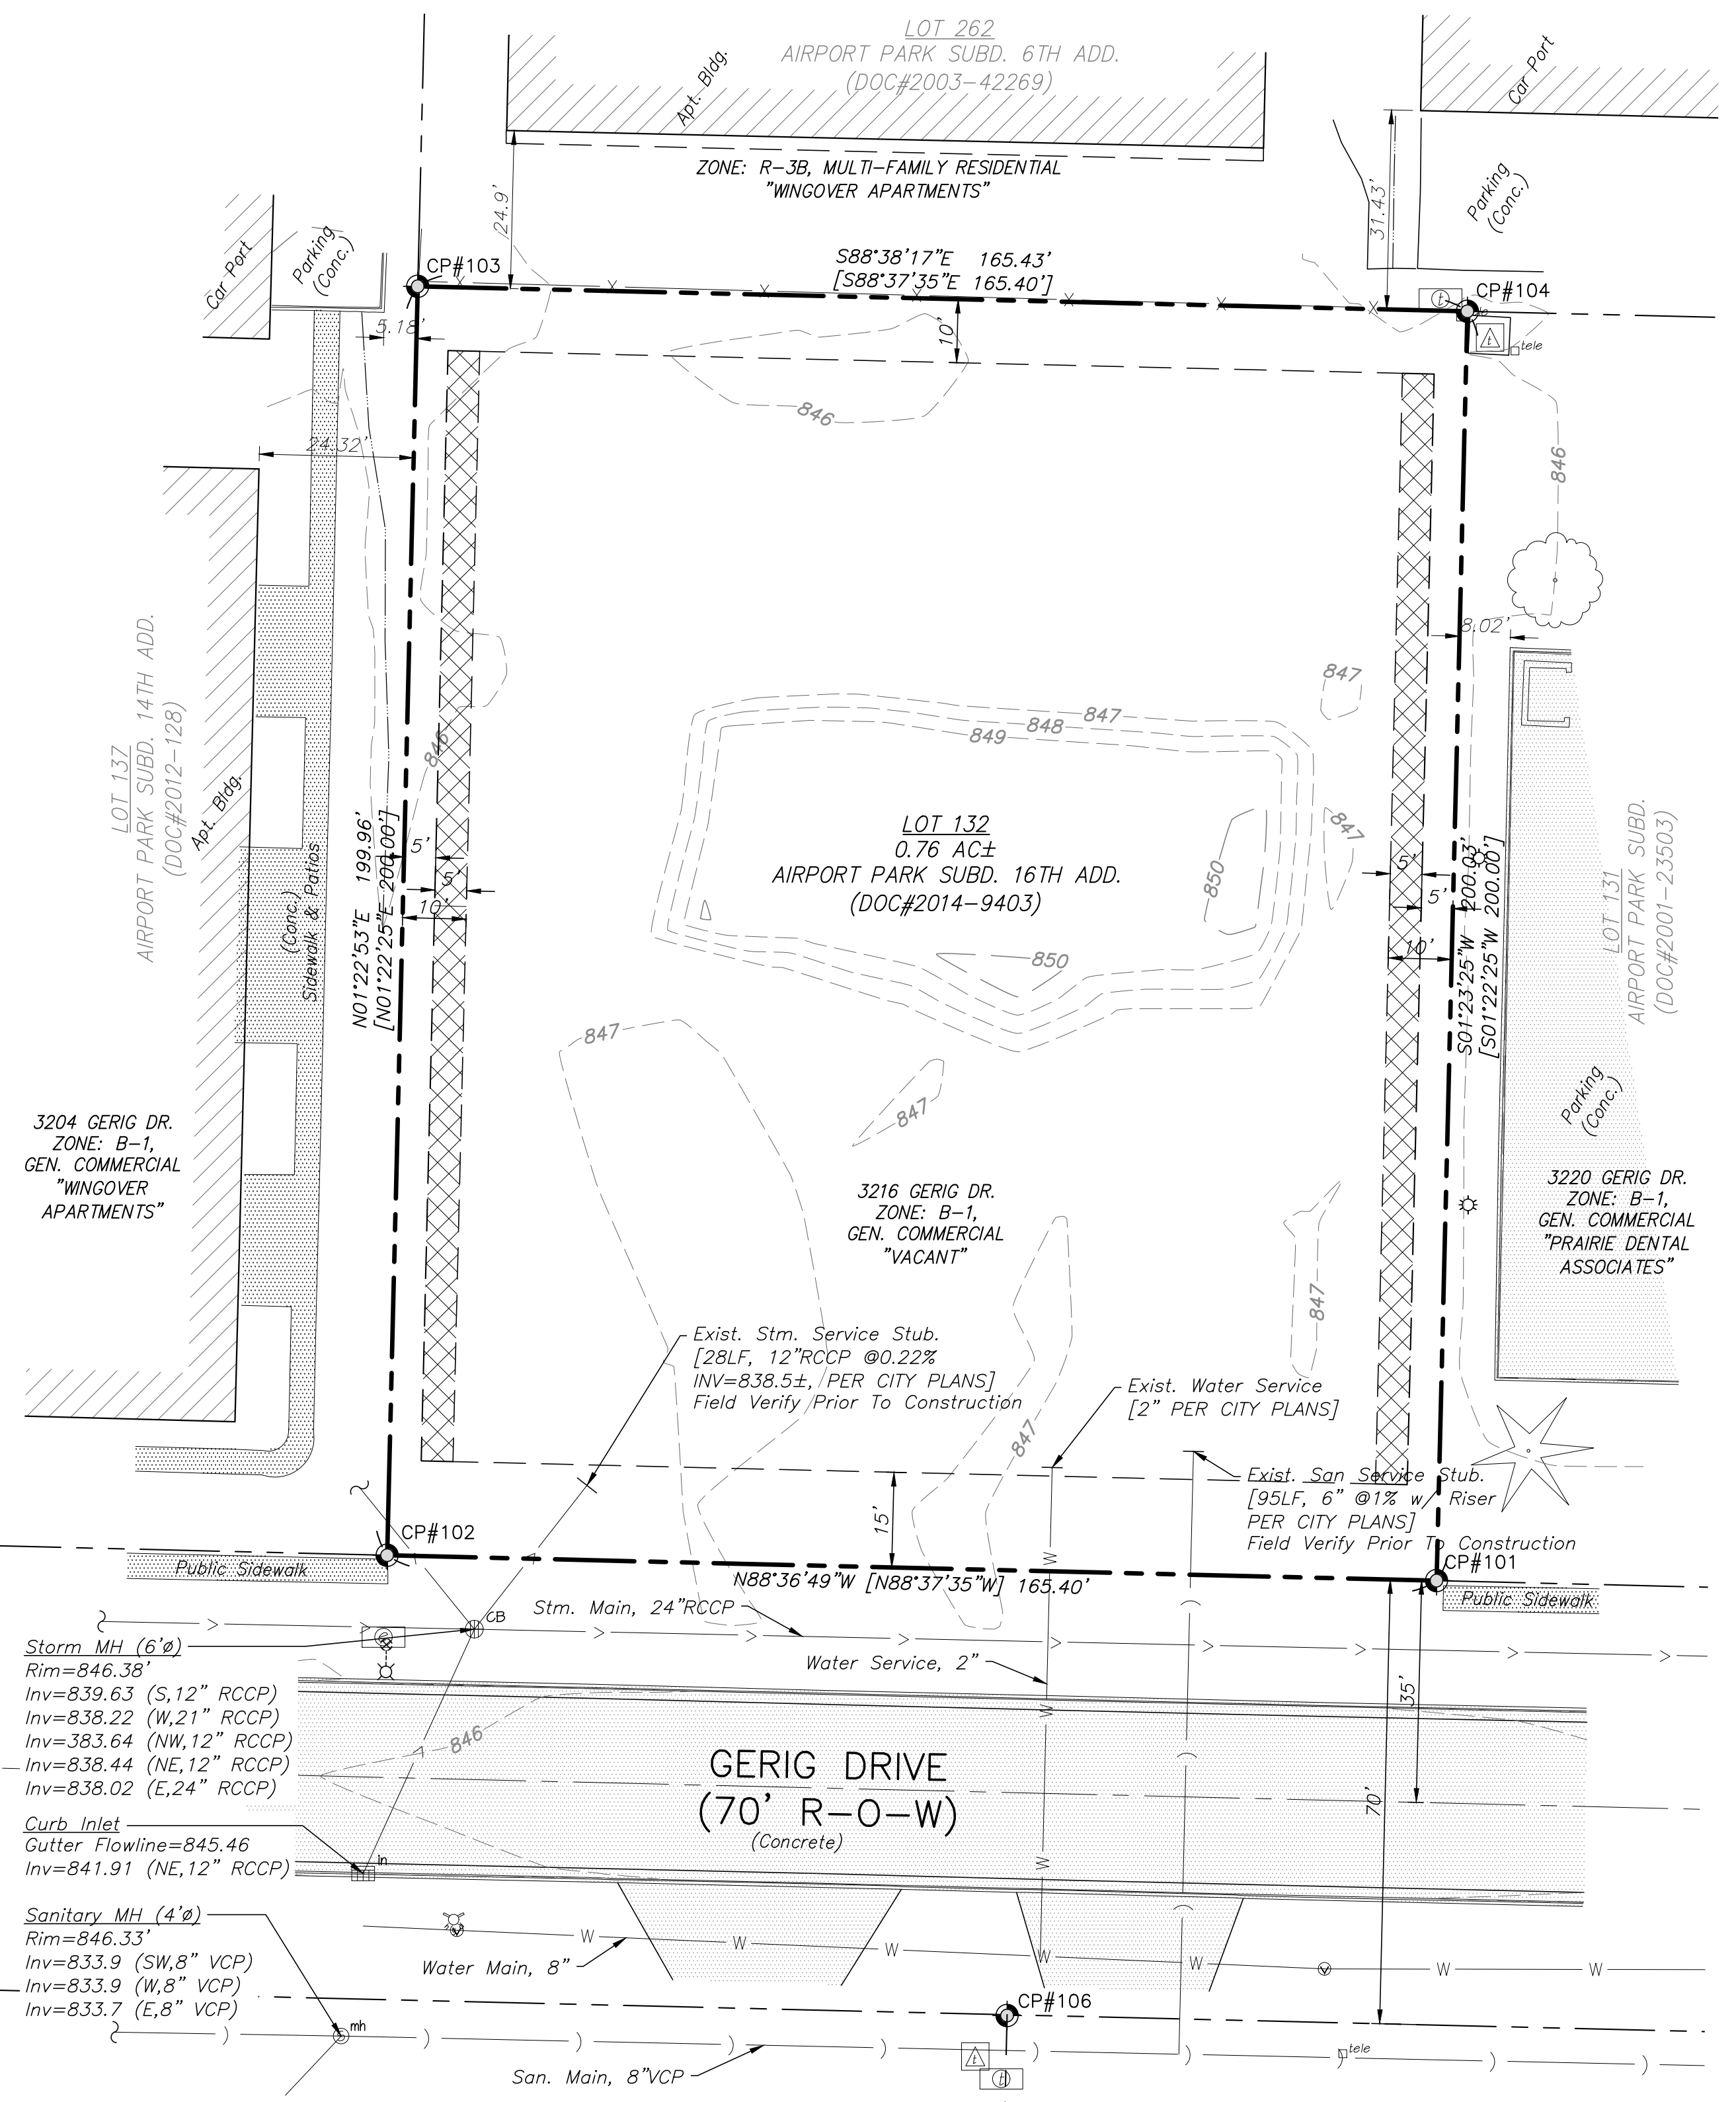 LOT 262
AIRPORT PARK SUBD. 6TH ADD.
(DOC#2003-42269)
Apt. Bldg.
Car Port
ZONE: R-3B, MULTI-FAMILY RESIDENTIAL
"WINGOVER APARTMENTS"
24.9'
31.43'
Parking
(Conc.)
Car Port
Parking
(Conc.)
CP#103
S88°38'17"E 165.43'
[S88°37'35"E 165.40']
CP#104
t
t
tele
5.18'
10'
846
24.32'
846
8.02'
847
847
848
849
846
LOT 137
AIRPORT PARK SUBD. 14TH ADD.
(DOC#2012-128)
Apt. Bldg.
(Conc.)
Sidewalk & Patios
N01°22'53"E 199.96'
[N01°22'25"E 200.00']
5'
5'
10'
LOT 132
0.76 AC±
AIRPORT PARK SUBD. 16TH ADD.
(DOC#2014-9403)
850
850
847
5'
5'
10'
S01°23'25"W 200.03'
[S01°22'25"W 200.00']
LOT 131
AIRPORT PARK SUBD.
(DOC#2001-23503)
847
847
Parking
(Conc.)
3204 GERIG DR.
ZONE: B-1,
GEN. COMMERCIAL
"WINGOVER
APARTMENTS"
3216 GERIG DR.
ZONE: B-1,
GEN. COMMERCIAL
"VACANT"
3220 GERIG DR.
ZONE: B-1,
GEN. COMMERCIAL
"PRAIRIE DENTAL
ASSOCIATES"
847
Exist. Stm. Service Stub.
[28LF, 12"RCCP @0.22%
INV=838.5±, PER CITY PLANS]
Field Verify Prior To Construction
Exist. Water Service
[2" PER CITY PLANS]
847
Exist. San Service Stub.
[95LF, 6" @1% w/ Riser
PER CITY PLANS]
Field Verify Prior To Construction
15'
CP#102
CP#101
W
Public Sidewalk
N88°36'49"W [N88°37'35"W] 165.40'
Public Sidewalk
Stm. Main, 24"RCCP
CB
Water Service, 2"
W
35'
Storm MH (6'ø)
Rim=846.38'
Inv=839.63 (S,12" RCCP)
Inv=838.22 (W,21" RCCP)
Inv=383.64 (NW,12" RCCP)
Inv=838.44 (NE,12" RCCP)
Inv=838.02 (E,24" RCCP)
846
GERIG DRIVE
(70' R-O-W)
(Concrete)
70'
Curb Inlet
Gutter Flowline=845.46
Inv=841.91 (NE,12" RCCP)
In
W
Sanitary MH (4'ø)
Rim=846.33'
Inv=833.9 (SW,8" VCP)
Inv=833.9 (W,8" VCP)
Inv=833.7 (E,8" VCP)
W
W
W
W
W
W
W
Water Main, 8"
CP#106
mh
t
t
tele
San. Main, 8"VCP